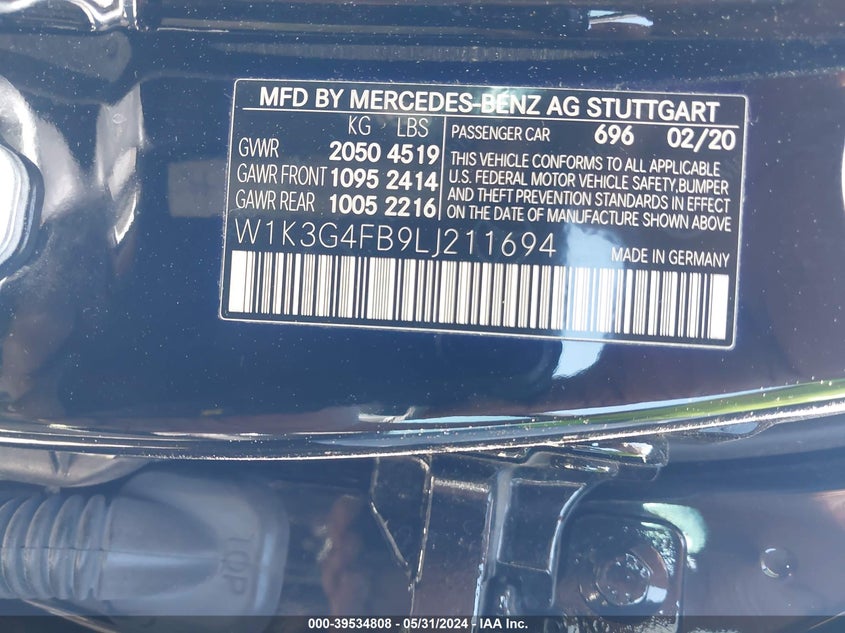 MFD BY MERCEDES-BENZ AG STUTTGART
KG LBS
GVWR 2050 4519
GAWR FRONT 1095 2414
GAWR REAR 1005 2216
PASSENGER CAR 696 02/20
THIS VEHICLE CONFORMS TO ALL APPLICABLE
U.S. FEDERAL MOTOR VEHICLE SAFETY,BUMPER
AND THEFT PREVENTION STANDARDS IN EFFECT
ON THE DATE OF MANUFACTURE SHOWN ABOVE
W1K3G4FB9LJ211694
MADE IN GERMANY
TOP
000-39534808 - 05/31/2024 - IAA Inc.